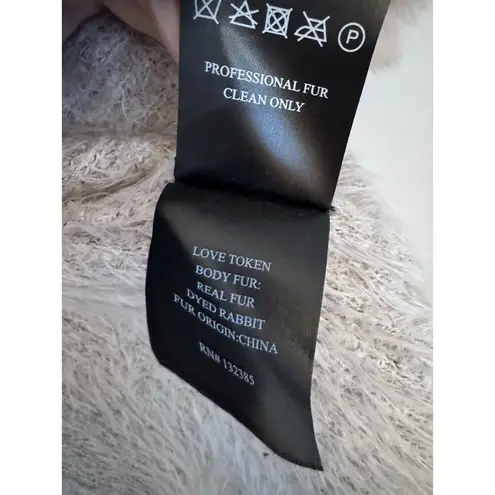 P
PROFESSIONAL FUR
CLEAN ONLY
LOVE TOKEN
BODY FUR:
REAL FUR
DYED RABBIT
FUR ORIGIN:CHINA
RN# 132385